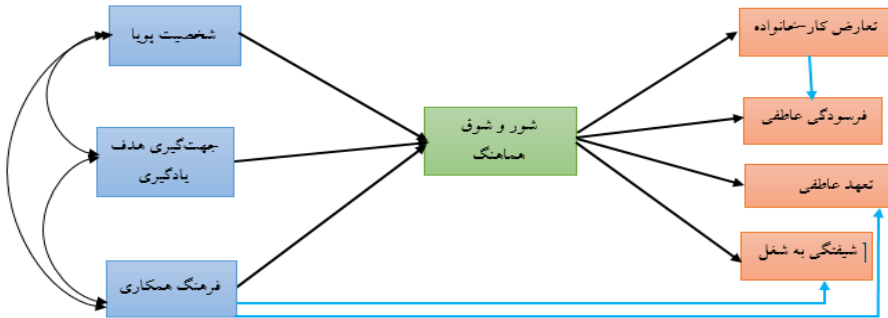 شخصیت پویا
جهت‌گیری هدف
یادگیری
فرهنگ همکاری
شور و شوق
هماهنگ
تعارض کار-خانواده
فرسودگی عاطفی
تعهد عاطفی
شیفتگی به شغل